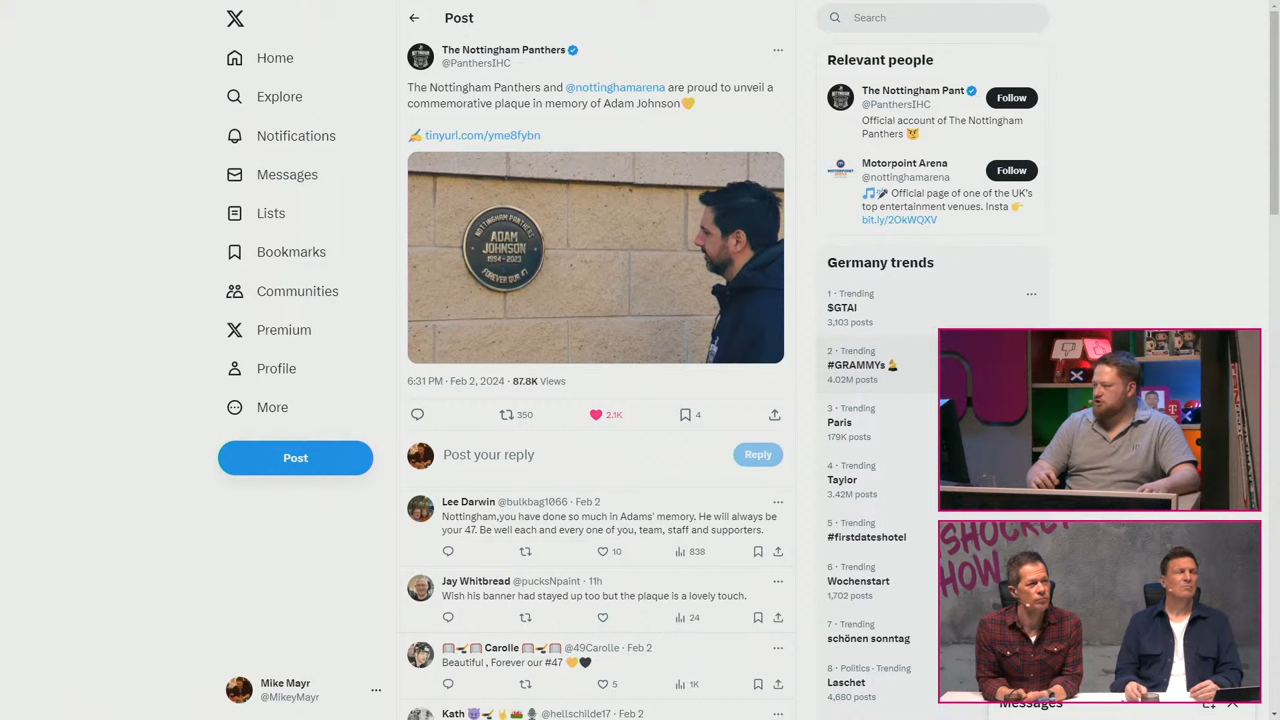 Home
Explore
Notifications
Messages
Lists
Bookmarks
Communities
Premium
Profile
More
Post
Mike Mayr
@MikeyMayr
Post
The Nottingham Panthers
@PanthersIHC
The Nottingham Panthers and @nottinghamarena are proud to unveil a
commemorative plaque in memory of Adam Johnson🧡
✍️ tinyurl.com/yme8fybn
NOTTINGHAM PANTHERS
ADAM
JOHNSON
1994 - 2023
FOREVER OUR 47
6:31 PM · Feb 2, 2024 · 87.8K Views
350
2.1K
4
Post your reply
Reply
Lee Darwin @bulkbag1066 · Feb 2
Nottingham,you have done so much in Adams' memory. He will always be
your 47. Be well each and every one of you, team, staff and supporters.
10
838
Jay Whitbread @pucksNpaint · 11h
Wish his banner had stayed up too but the plaque is a lovely touch.
24
Carolle @49Carolle · Feb 2
Beautiful , Forever our #47 🧡🖤
5
1K
Kath @hellschilde17 · Feb 2
Search
Relevant people
The Nottingham Pant
@PanthersIHC
Follow
Official account of The Nottingham
Panthers 😼
Motorpoint Arena
@nottinghamarena
Follow
🎵🎤 Official page of one of the UK's
top entertainment venues. Insta 👉
bit.ly/2OkWQXV
Germany trends
1 · Trending
$GTAI
3,103 posts
2 · Trending
#GRAMMYs
4.02M posts
3 · Trending
Paris
179K posts
4 · Trending
Taylor
3.42M posts
5 · Trending
#firstdateshotel
6 · Trending
Wochenstart
1,702 posts
7 · Trending
schönen sonntag
8 · Politics · Trending
Laschet
4,680 posts
SHOCKEY
HOW
Messages